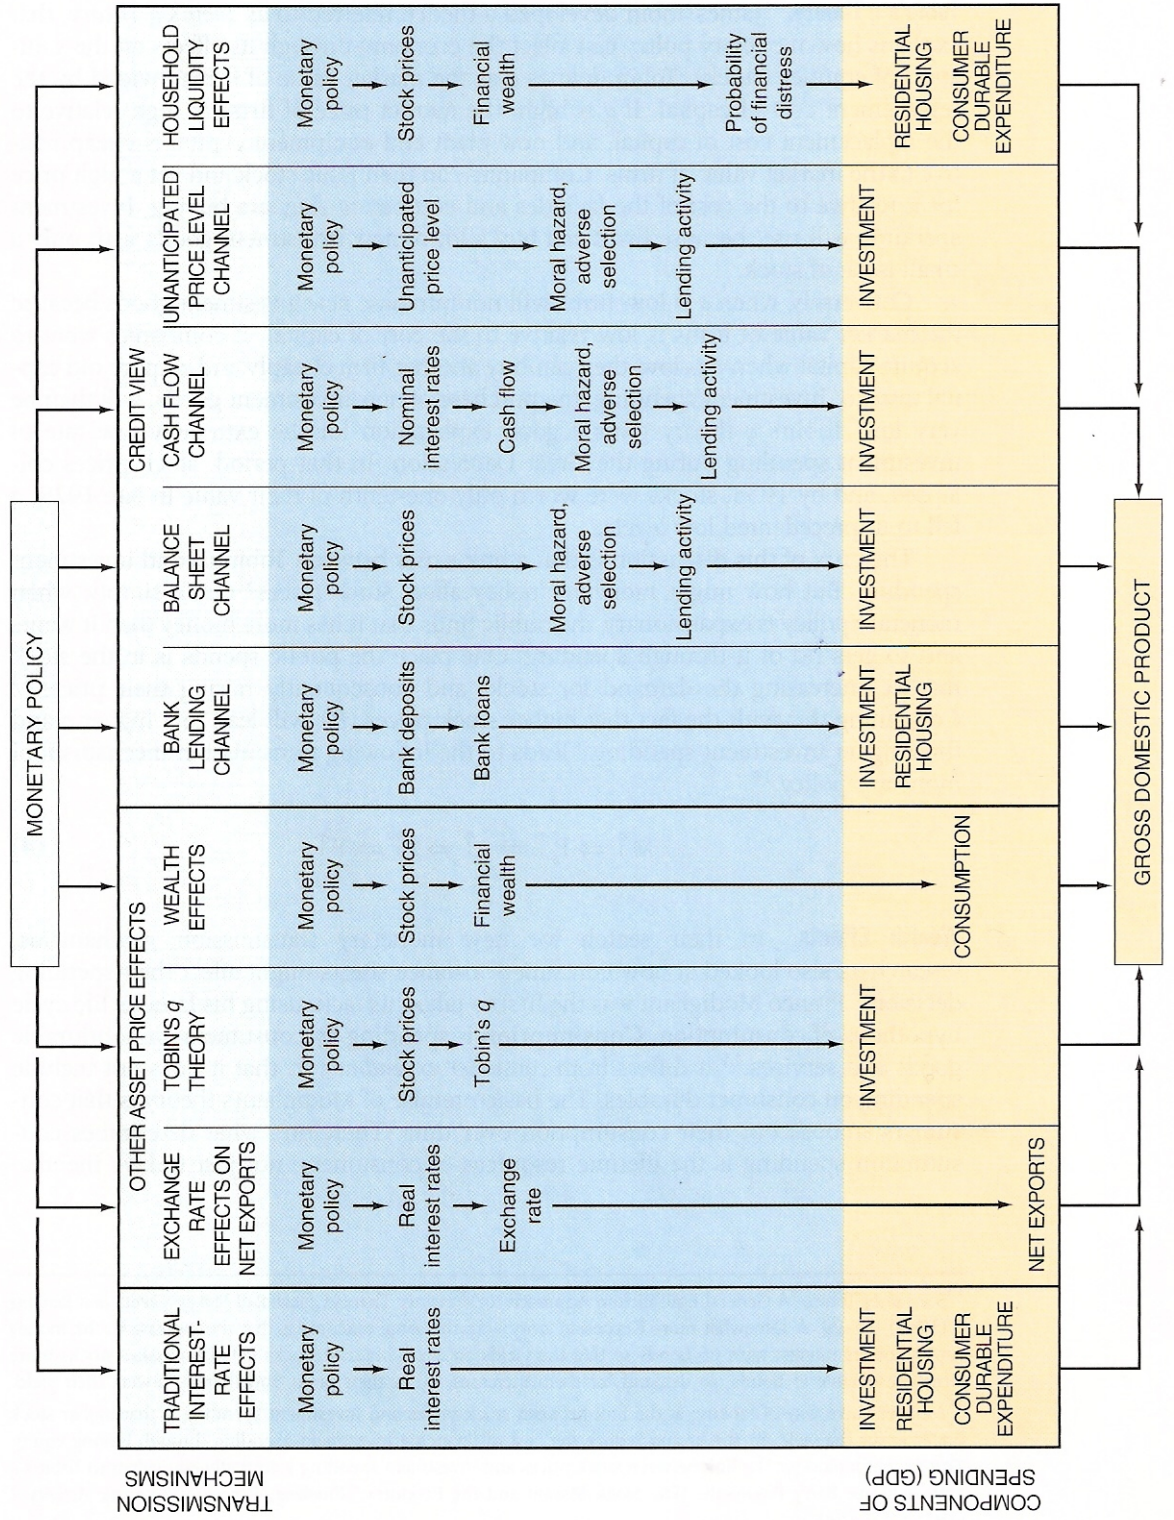 MONETARY POLICY
TRANSMISSION
MECHANISMS
TRADITIONAL
INTEREST-
RATE
EFFECTS
Monetary
policy
Real
interest rates
INVESTMENT
RESIDENTIAL
HOUSING
CONSUMER
DURABLE
EXPENDITURE
OTHER ASSET PRICE EFFECTS
EXCHANGE
RATE
EFFECTS ON
NET EXPORTS
Monetary
policy
Real
interest rates
Exchange
rate
NET EXPORTS
TOBIN'S q
THEORY
Monetary
policy
Stock prices
Tobin's q
INVESTMENT
WEALTH
EFFECTS
Monetary
policy
Stock prices
Financial
wealth
CONSUMPTION
CREDIT VIEW
BANK
LENDING
CHANNEL
Monetary
policy
Bank deposits
Bank loans
INVESTMENT
RESIDENTIAL
HOUSING
BALANCE
SHEET
CHANNEL
Monetary
policy
Stock prices
Moral hazard,
adverse
selection
Lending activity
INVESTMENT
CASH FLOW
CHANNEL
Monetary
policy
Nominal
interest rates
Cash flow
Moral hazard,
adverse
selection
Lending activity
INVESTMENT
UNANTICIPATED
PRICE LEVEL
CHANNEL
Monetary
policy
Unanticipated
price level
Moral hazard,
adverse
selection
Lending activity
INVESTMENT
HOUSEHOLD
LIQUIDITY
EFFECTS
Monetary
policy
Stock prices
Financial
wealth
Probability
of financial
distress
RESIDENTIAL
HOUSING
CONSUMER
DURABLE
EXPENDITURE
COMPONENTS OF
SPENDING (GDP)
GROSS DOMESTIC PRODUCT